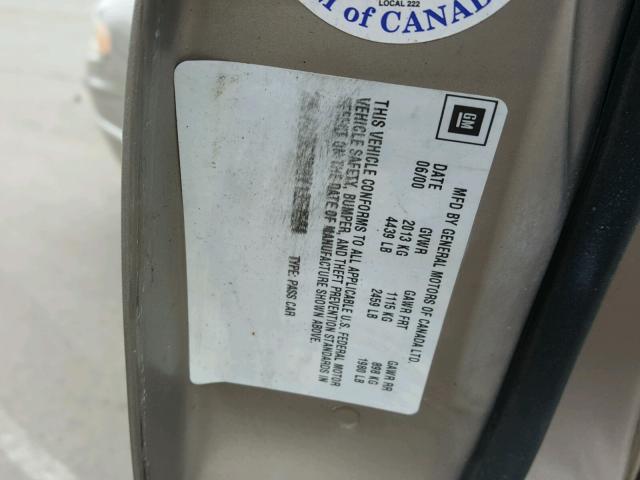 LOCAL 222
of CANAD
GM
MFD BY GENERAL MOTORS OF CANADA LTD.
DATE GVWR GAWR FRT GAWR RR
06/00 2013 KG 1115 KG 898 KG
4439 LB 2459 LB 1980 LB
THIS VEHICLE CONFORMS TO ALL APPLICABLE U.S. FEDERAL MOTOR
VEHICLE SAFETY, BUMPER, AND THEFT PREVENTION STANDARDS IN
EFFECT ON THE DATE OF MANUFACTURE SHOWN ABOVE.
TYPE: PASS CAR